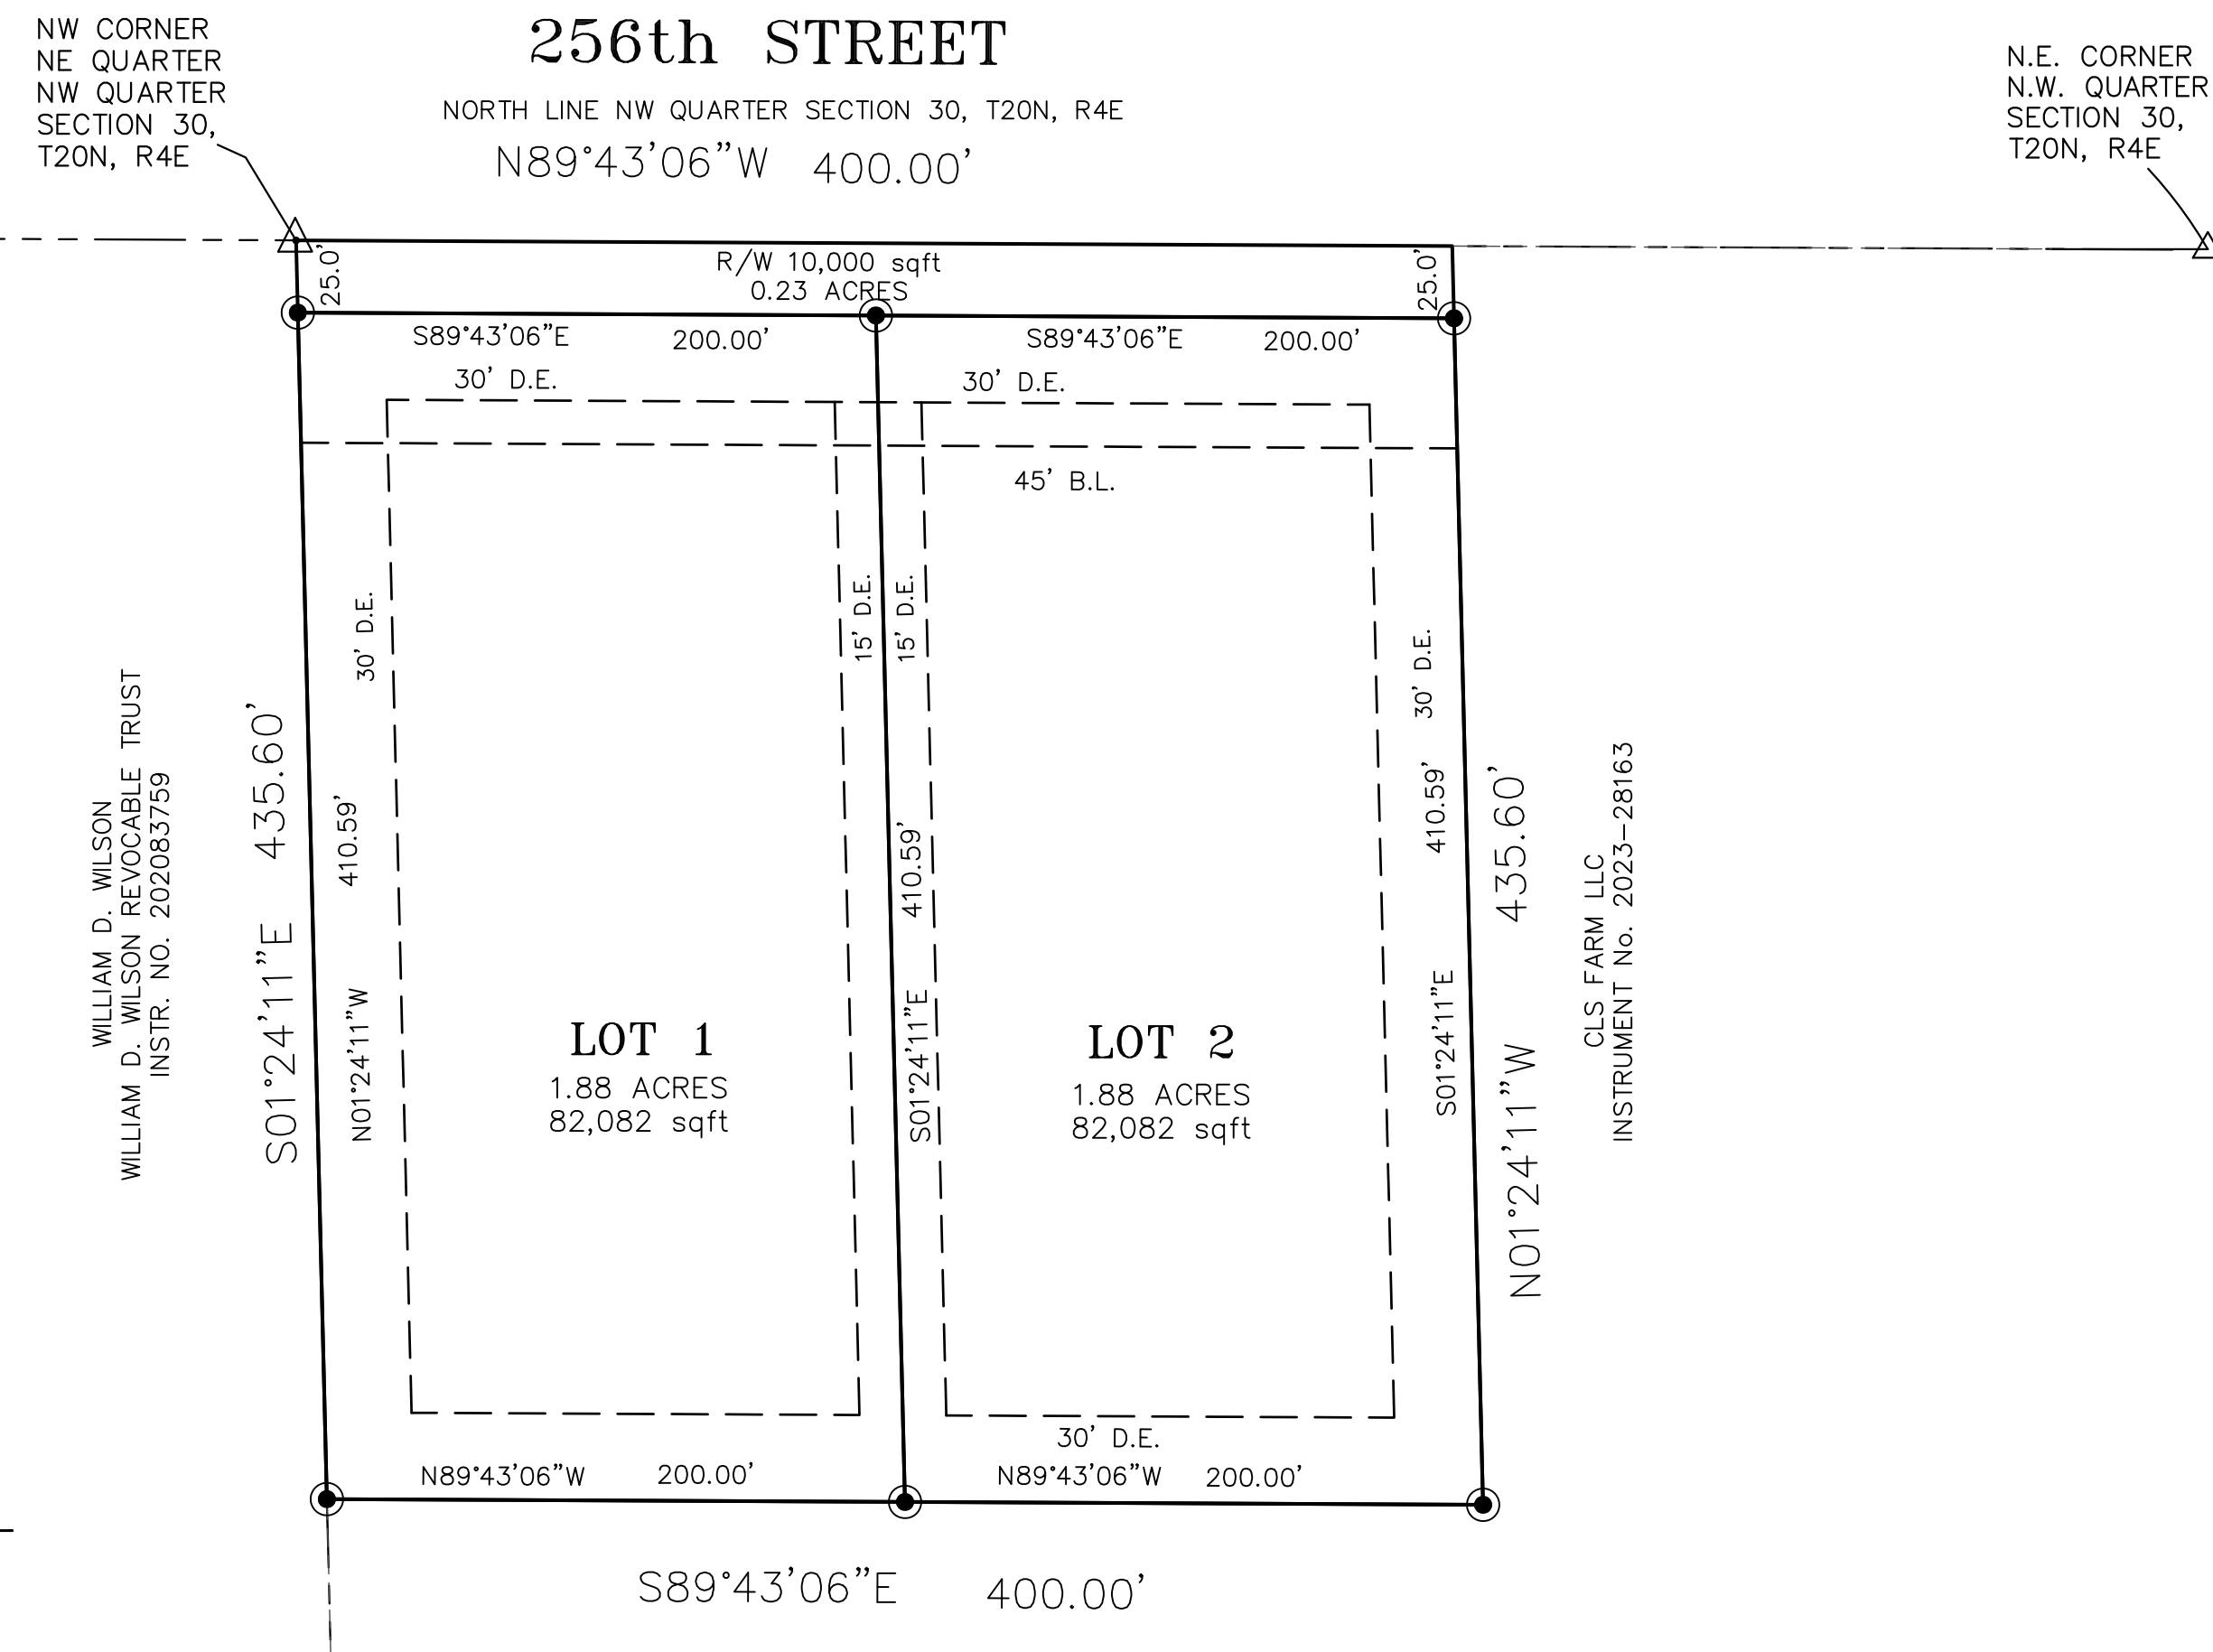 NW CORNER
NE QUARTER
NW QUARTER
SECTION 30,
T20N, R4E
256th STREET
NORTH LINE NW QUARTER SECTION 30, T20N, R4E
N89°43'06"W 400.00'
N.E. CORNER
N.W. QUARTER
SECTION 30,
T20N, R4E
25.0'
R/W 10,000 sqft
0.23 ACRES
25.0'
S89°43'06"E 200.00'
S89°43'06"E 200.00'
30' D.E.
30' D.E.
45' B.L.
30' D.E.
15' D.E.
15' D.E.
30' D.E.
WILLIAM D. WILSON
WILLIAM D. WILSON REVOCABLE TRUST
INSTR. NO. 2020837759
S01°24'11"E 435.60'
N01°24'11"W 410.59'
S01°24'11"E 410.59'
S01°24'11"E 410.59'
N01°24'11"W 435.60'
CLS FARM LLC
INSTRUMENT No. 2023-28163
LOT 1
1.88 ACRES
82,082 sqft
LOT 2
1.88 ACRES
82,082 sqft
30' D.E.
N89°43'06"W 200.00'
N89°43'06"W 200.00'
S89°43'06"E 400.00'